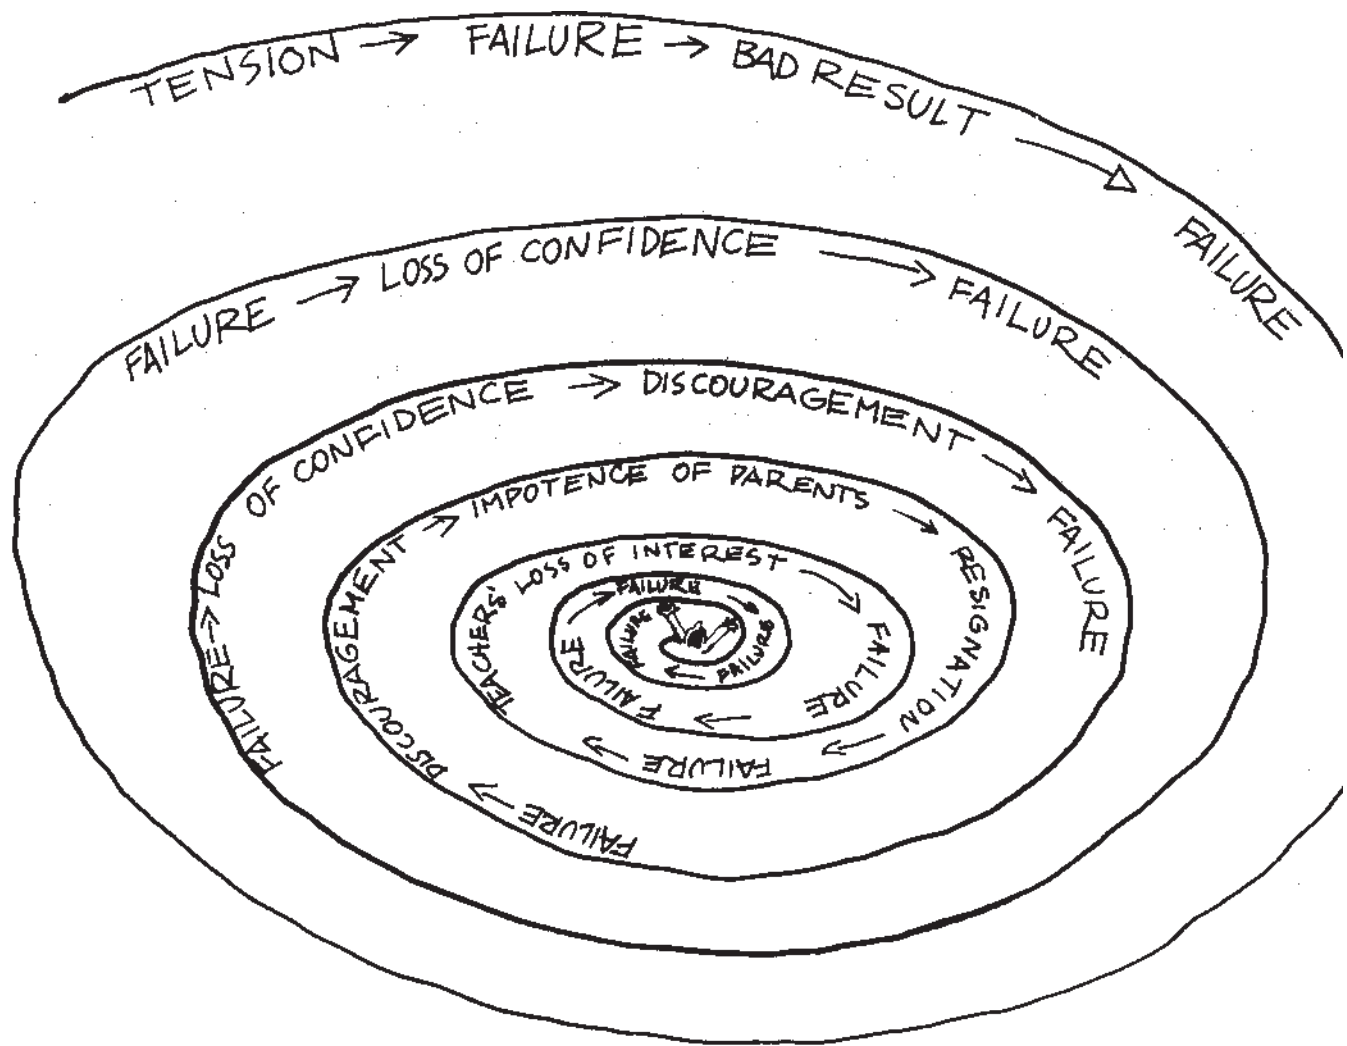 TENSION → FAILURE → BAD RESULT → FAILURE
FAILURE → LOSS OF CONFIDENCE → FAILURE
FAILURE → LOSS OF CONFIDENCE → DISCOURAGEMENT → FAILURE
FAILURE → DISCOURAGEMENT → IMPOTENCE OF PARENTS → RESIGNATION →
FAILURE → TEACHERS' LOSS OF INTEREST → FAILURE →
FAILURE
FAILURE → FAILURE →
FAILURE → FAILURE